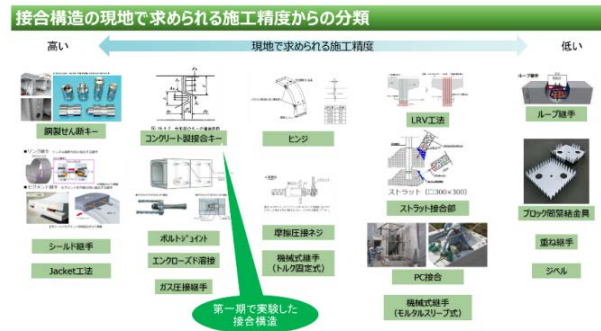 接合構造の現地で求められる施工精度からの分類
高い
現地で求められる施工精度
低い
鋼製せん断キー
シールド継手
Jacket工法
コンクリート製接合キー
ボルトジョイント
エンクローズド溶接
ガス圧接継手
ヒンジ
摩擦圧接ネジ
機械式継手
(トルク固定式)
LRV工法
ストラット(□300×300)
ストラット接合部
PC接合
機械式継手
(モルタルスリーブ式)
ループ継手
ループ継手
ブロック間緊結金具
重ね継手
ジベル
第一期で実験した
接合構造